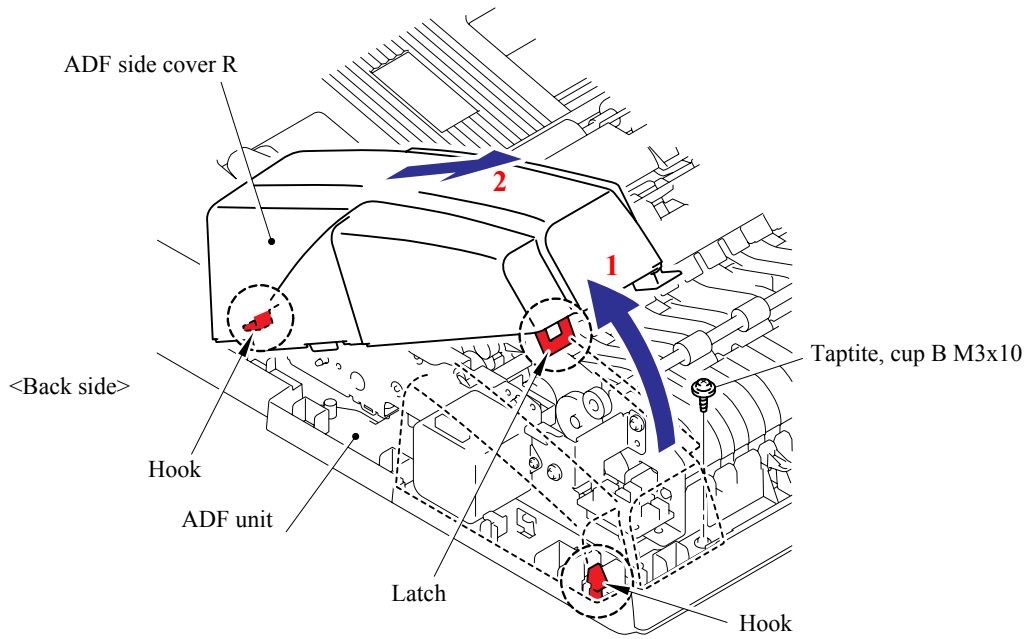 ADF side cover R
2
1
Taptite, cup B M3x10
<Back side>
Hook
ADF unit
Latch
Hook